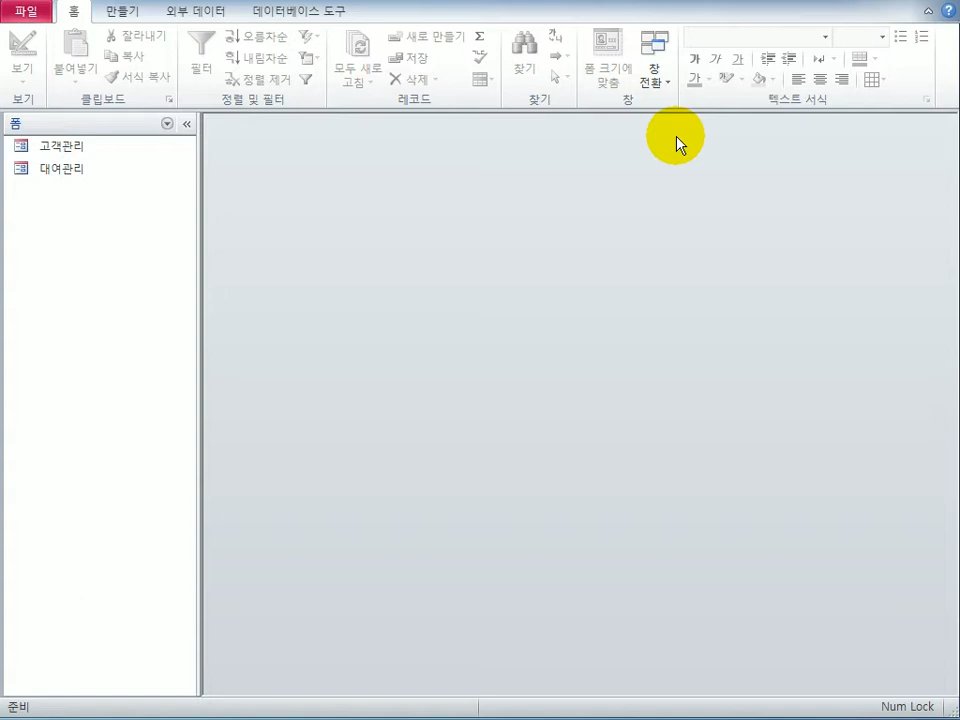 파일 홈 만들기 외부 데이터 데이터베이스 도구
잘라내기 오름차순 새로 만들기
복사 내림차순 저장
보기 붙여넣기 서식 복사 필터 정렬 제거 모두 새로 고침 삭제 찾기 폼 크기에 맞춤 창 전환 가 가 가 가
보기 클립보드 정렬 및 필터 레코드 찾기 창 텍스트 서식
폼
고객관리
대여관리
준비 Num Lock